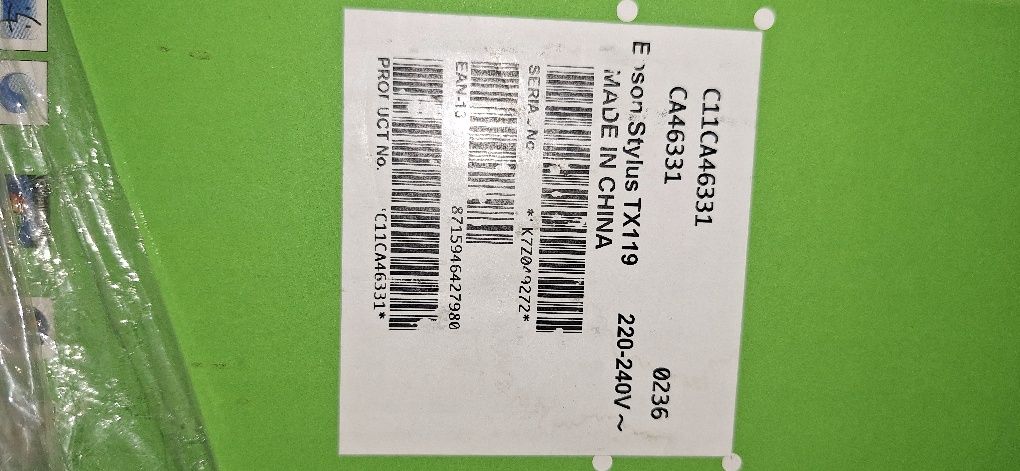 C11CA46331
CA46331 0236
Epson Stylus TX119 220-240V~
MADE IN CHINA
SERIAL No.
EAN-13 8715946427980
PRODUCT No. *C11CA46331*